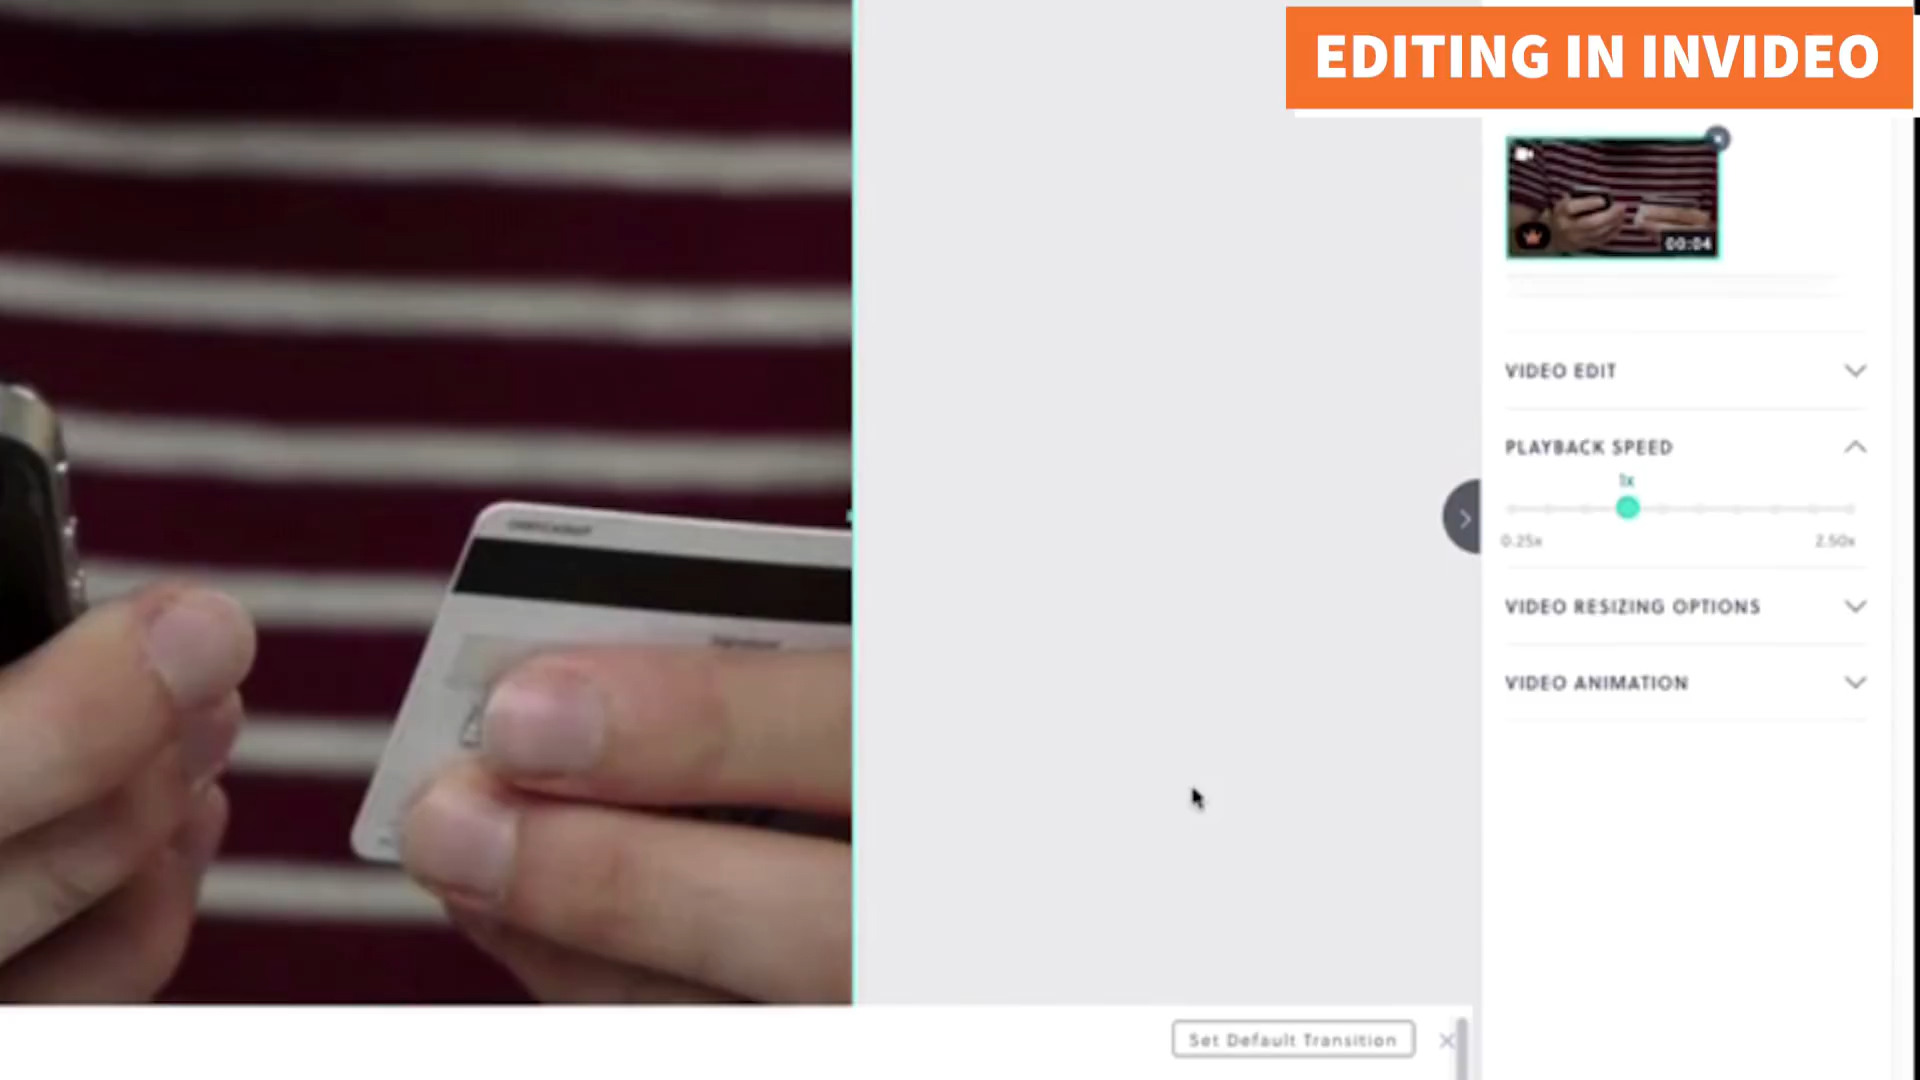 EDITING IN INVIDEO
00:04
VIDEO EDIT
PLAYBACK SPEED
1x
0.25x
2.50x
VIDEO RESIZING OPTIONS
VIDEO ANIMATION
Set Default Transition